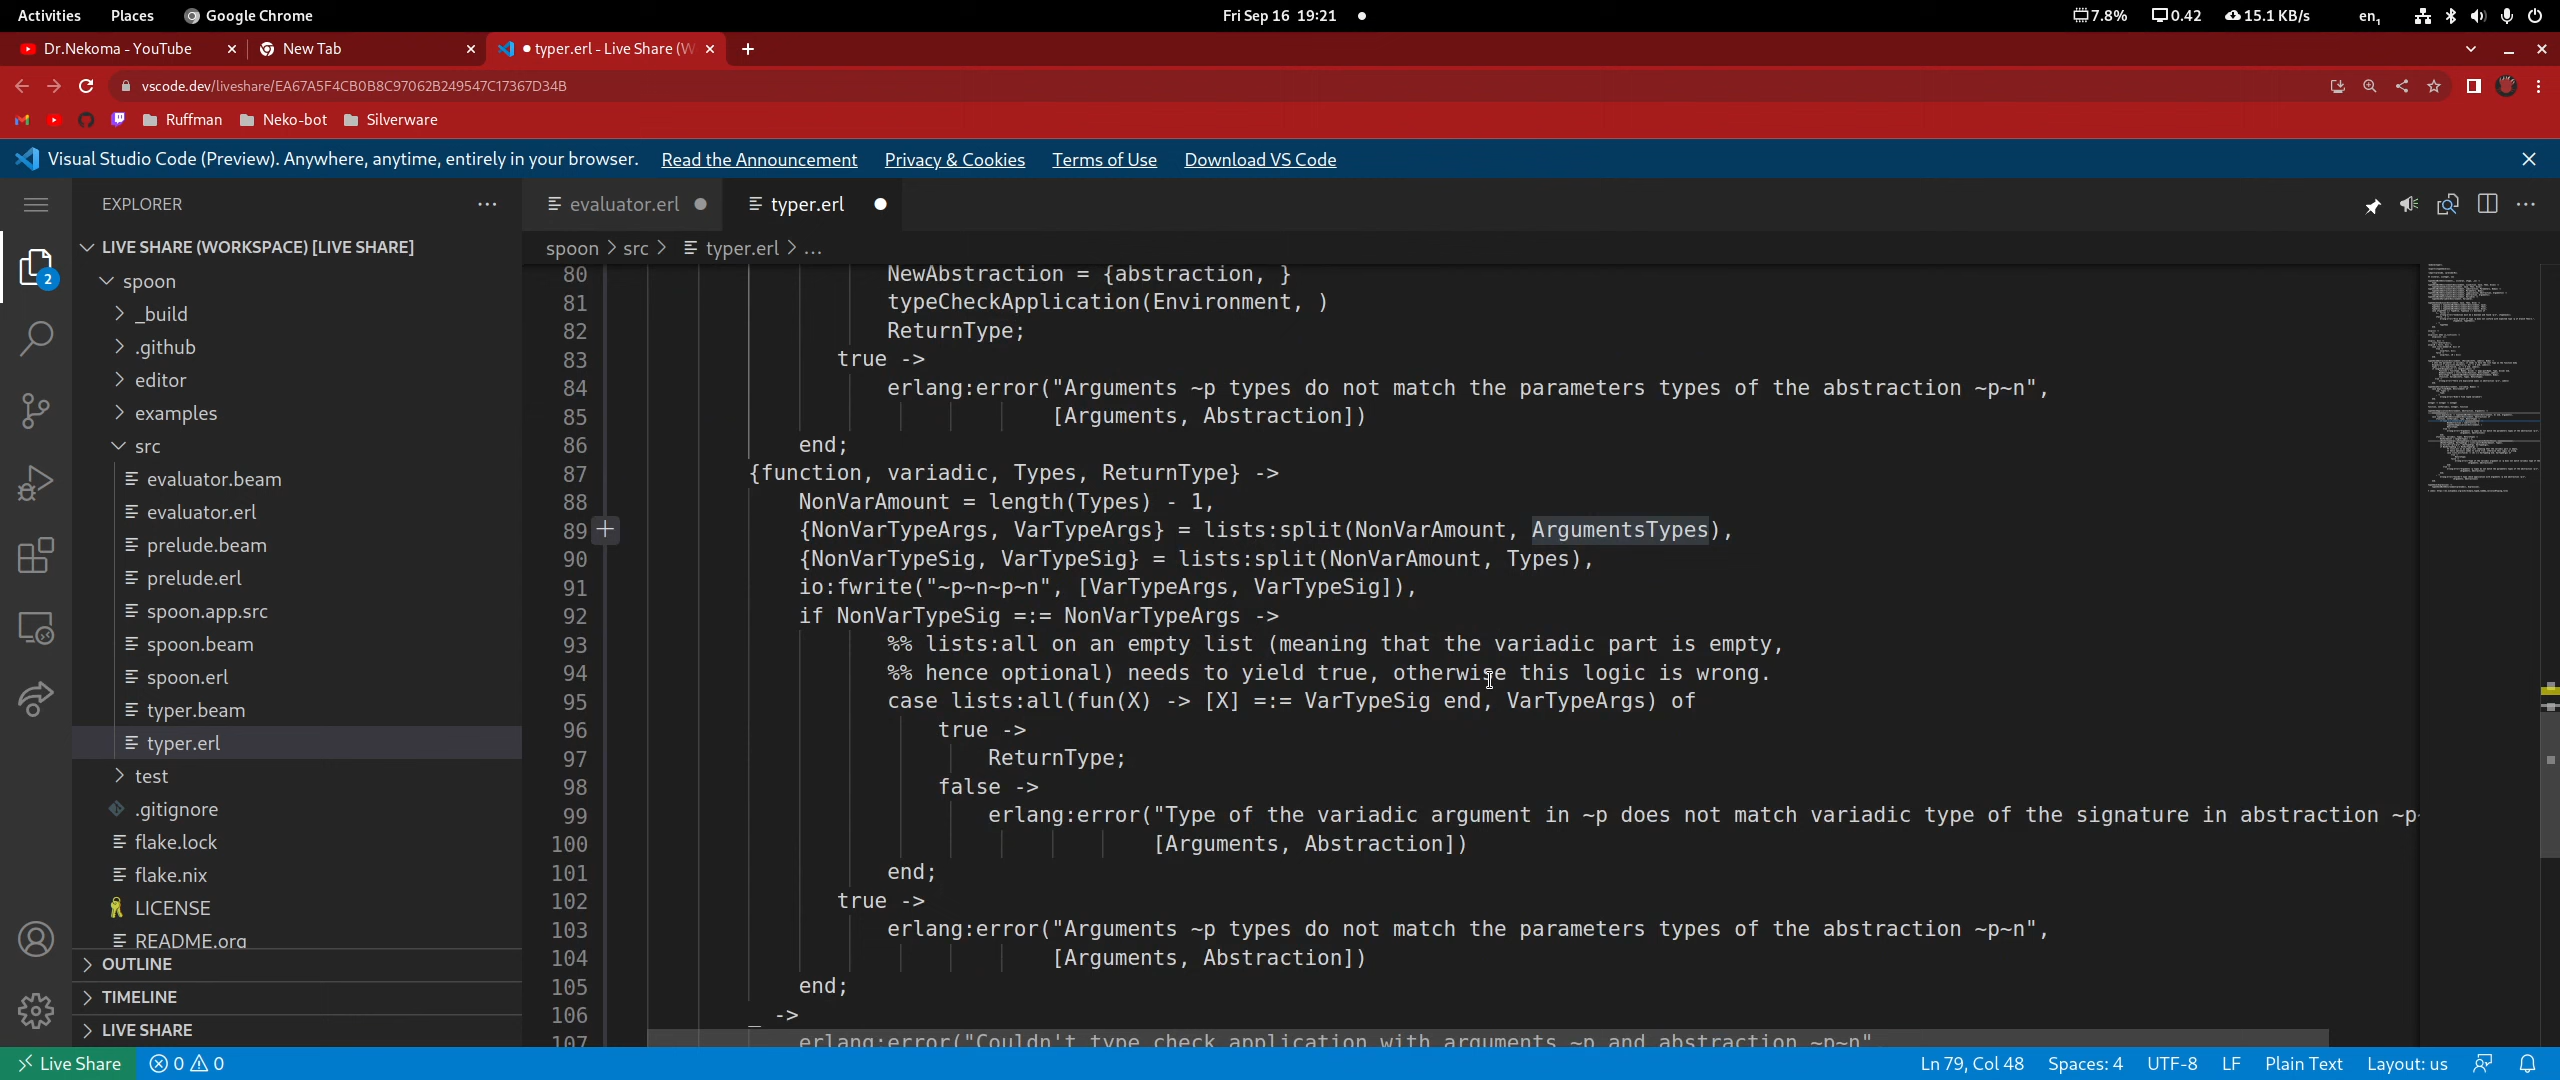 Activities Places Google Chrome Fri Sep 16 19:21 7.8% 0.42 15.1 KB/s en₁
Dr.Nekoma - YouTube New Tab typer.erl - Live Share (W
vscode.dev/liveshare/EA67A5F4CB0B8C97062B249547C17367D34B
Ruffman Neko-bot Silverware
Visual Studio Code (Preview). Anywhere, anytime, entirely in your browser. Read the Announcement Privacy & Cookies Terms of Use Download VS Code
EXPLORER
LIVE SHARE (WORKSPACE) [LIVE SHARE]
2
spoon
_build
.github
editor
examples
src
evaluator.beam
evaluator.erl
prelude.beam
prelude.erl
spoon.app.src
spoon.beam
spoon.erl
typer.beam
typer.erl
test
.gitignore
flake.lock
flake.nix
LICENSE
README.org
OUTLINE
TIMELINE
LIVE SHARE
evaluator.erl typer.erl
spoon > src > typer.erl > ...
80 NewAbstraction = {abstraction, }
81 typeCheckApplication(Environment, )
82 ReturnType;
83 true ->
84 erlang:error("Arguments ~p types do not match the parameters types of the abstraction ~p~n",
85 [Arguments, Abstraction])
86 end;
87 {function, variadic, Types, ReturnType} ->
88 NonVarAmount = length(Types) - 1,
89 {NonVarTypeArgs, VarTypeArgs} = lists:split(NonVarAmount, ArgumentsTypes),
90 {NonVarTypeSig, VarTypeSig} = lists:split(NonVarAmount, Types),
91 io:fwrite("~p~n~p~n", [VarTypeArgs, VarTypeSig]),
92 if NonVarTypeSig =:= NonVarTypeArgs ->
93 %% lists:all on an empty list (meaning that the variadic part is empty,
94 %% hence optional) needs to yield true, otherwise this logic is wrong.
95 case lists:all(fun(X) -> [X] =:= VarTypeSig end, VarTypeArgs) of
96 true ->
97 ReturnType;
98 false ->
99 erlang:error("Type of the variadic argument in ~p does not match variadic type of the signature in abstraction ~p~
100 [Arguments, Abstraction])
101 end;
102 true ->
103 erlang:error("Arguments ~p types do not match the parameters types of the abstraction ~p~n",
104 [Arguments, Abstraction])
105 end;
106 _ ->
107 erlang:error("Couldn't type check application with arguments ~p and abstraction ~p~n"
Live Share 0 0 Ln 79, Col 48 Spaces: 4 UTF-8 LF Plain Text Layout: us